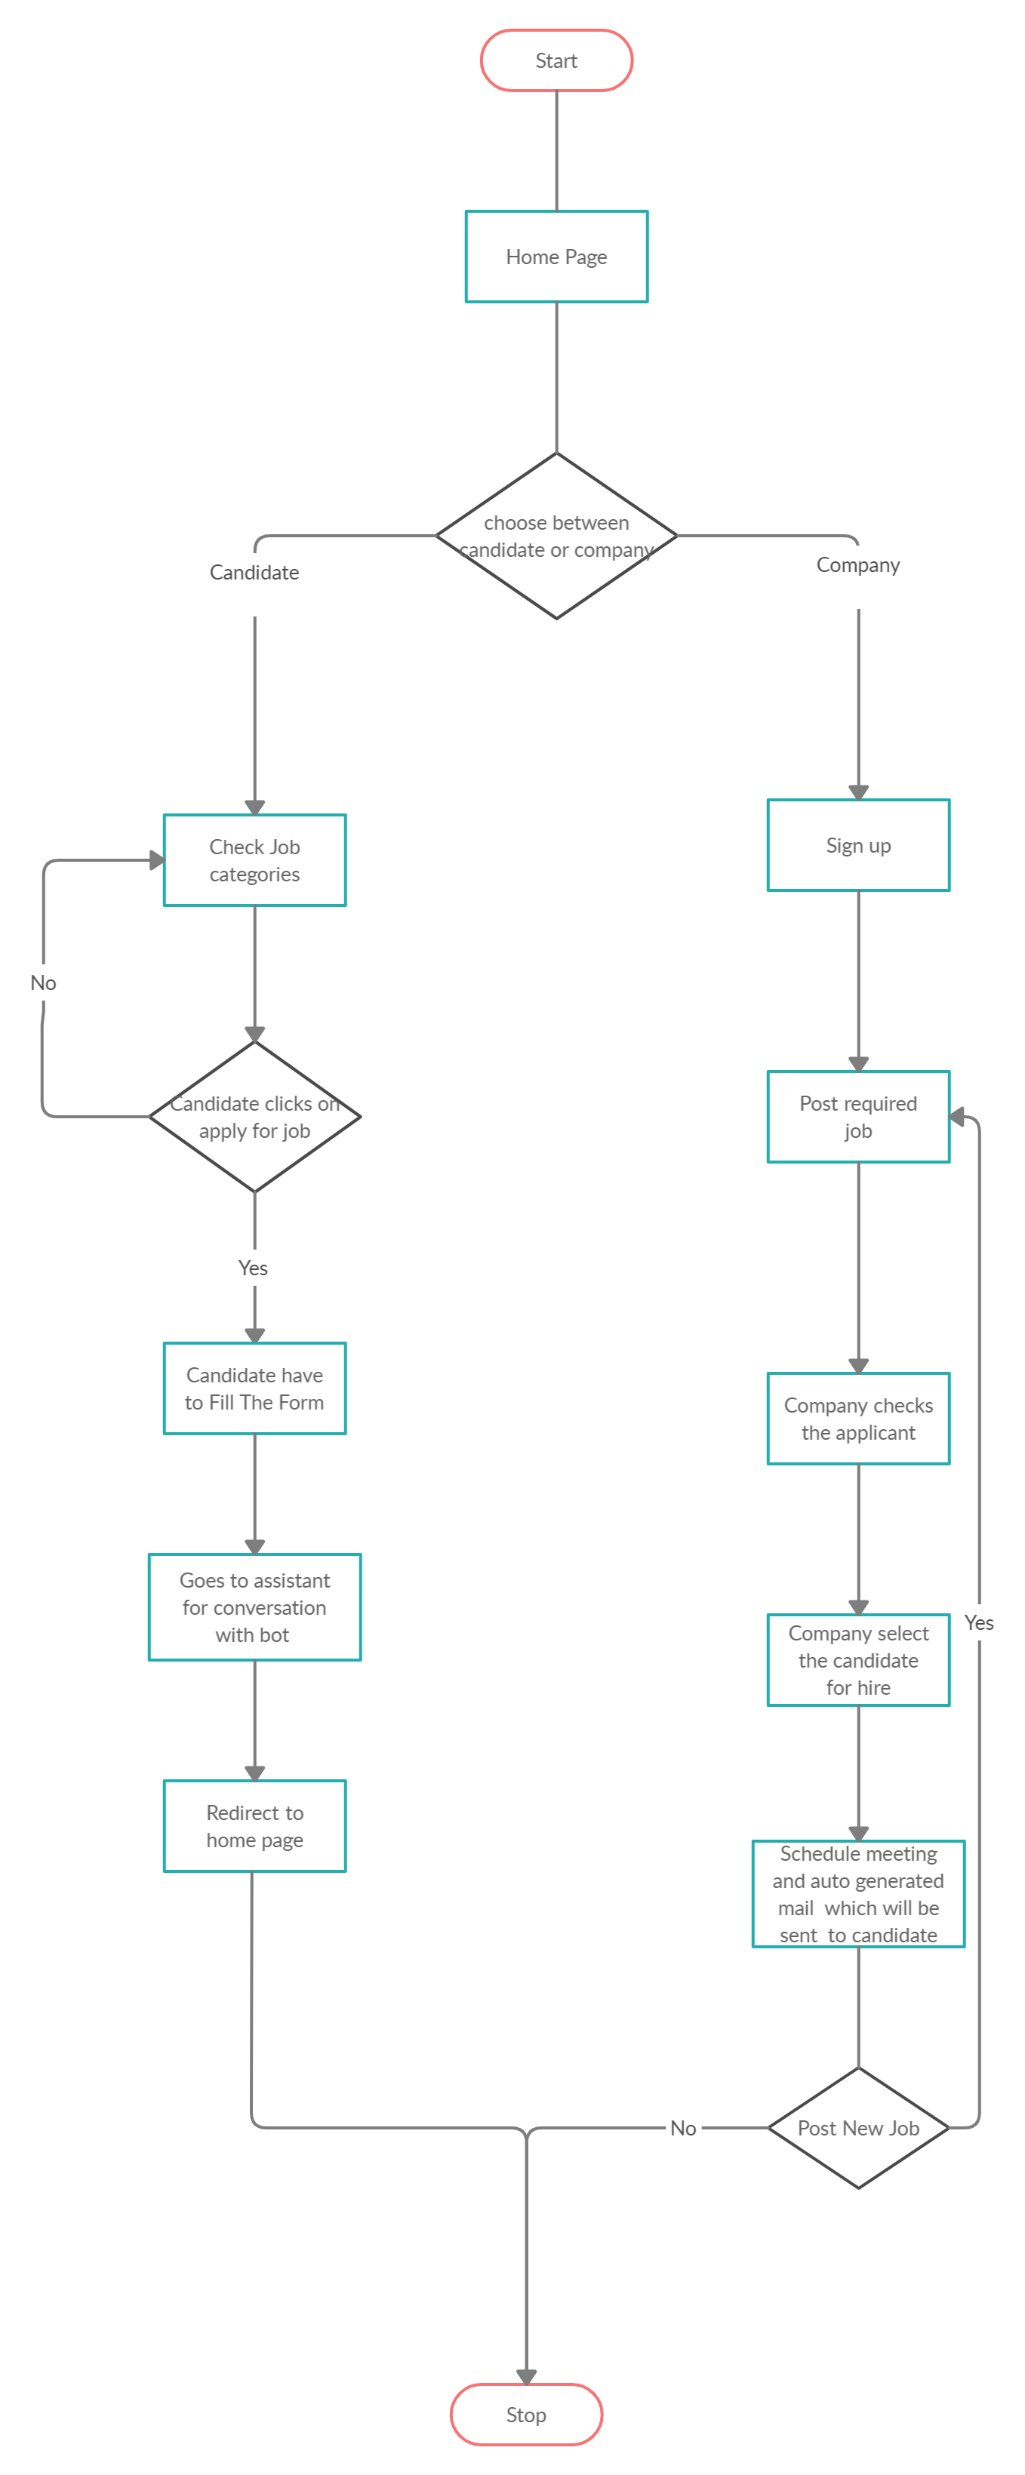 Start
Home Page
choose between
candidate or company
Candidate
Company
Check Job
categories
Sign up
No
Candidate clicks on
apply for job
Post required
job
Yes
Candidate have
to Fill The Form
Company checks
the applicant
Goes to assistant
for conversation
with bot
Company select
the candidate
for hire
Yes
Redirect to
home page
Schedule meeting
and auto generated
mail  which will be
sent  to candidate
No
Post New Job
Stop